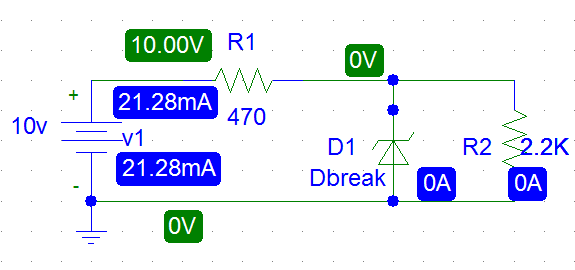 10.00V
R1
0V
+
21.28mA
470
10v
v1
D1
R2
2.2K
21.28mA
Dbreak
0A
0A
-
0V